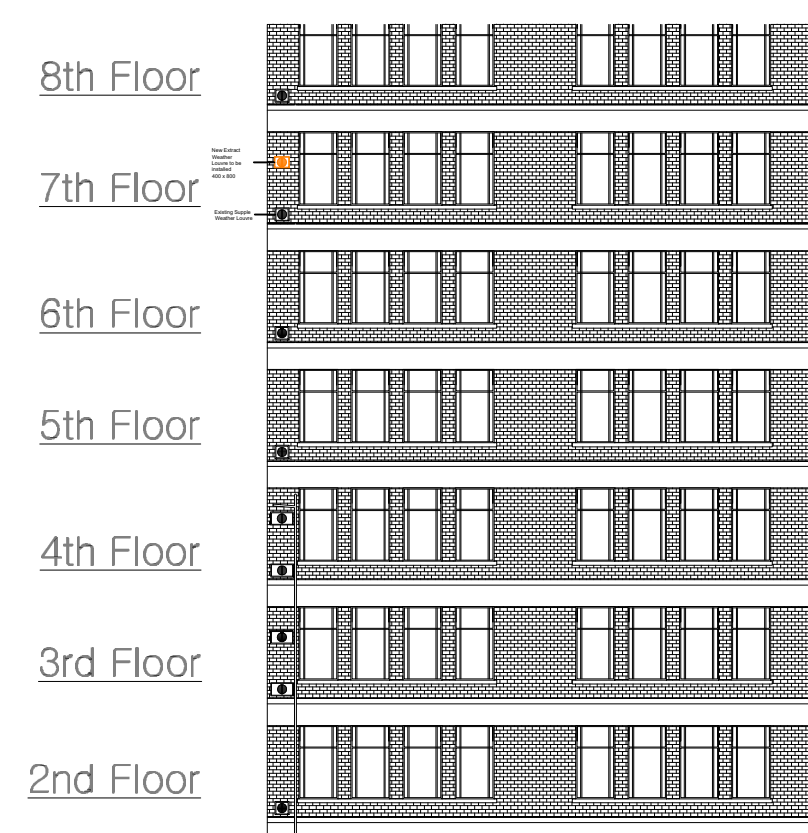 8th Floor
New Extract
Weather
Louvre to be
installed
400 x 800
7th Floor
Existing Supple
Weather Louvre
6th Floor
5th Floor
4th Floor
3rd Floor
2nd Floor